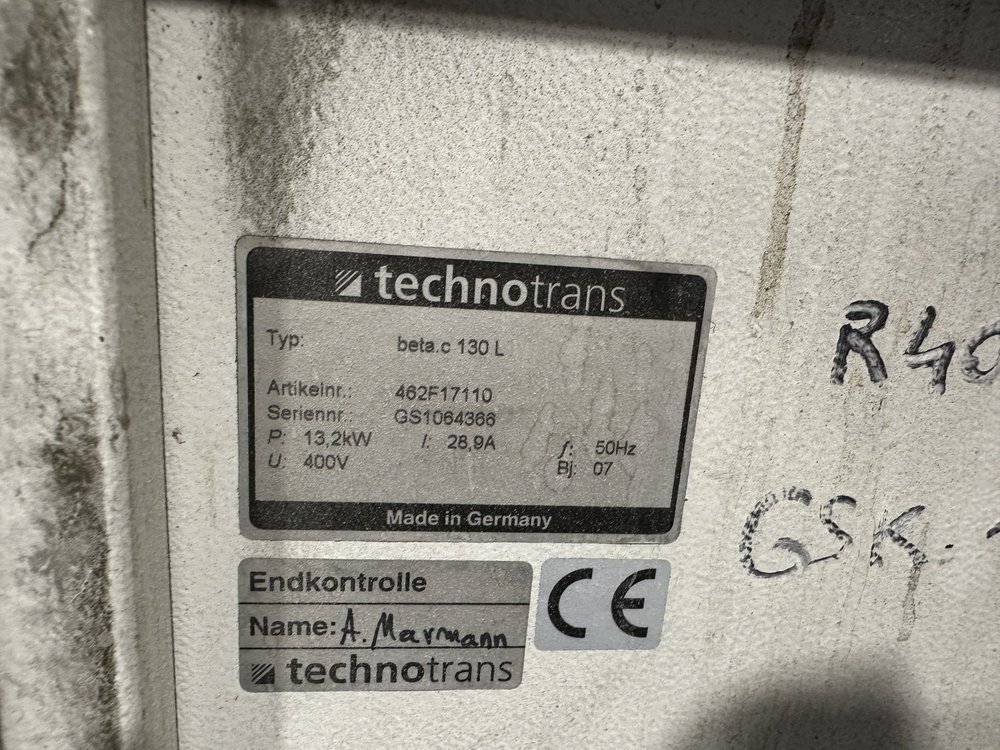 technotrans
Typ: beta.c 130 L
Artikelnr.: 462F17110
Seriennr.: GS1064366
P: 13,2kW I: 28,9A f: 50Hz
U: 400V Bj: 07
Made in Germany
R40
GSK.
Endkontrolle
CE
Name: A. Marmann
technotrans